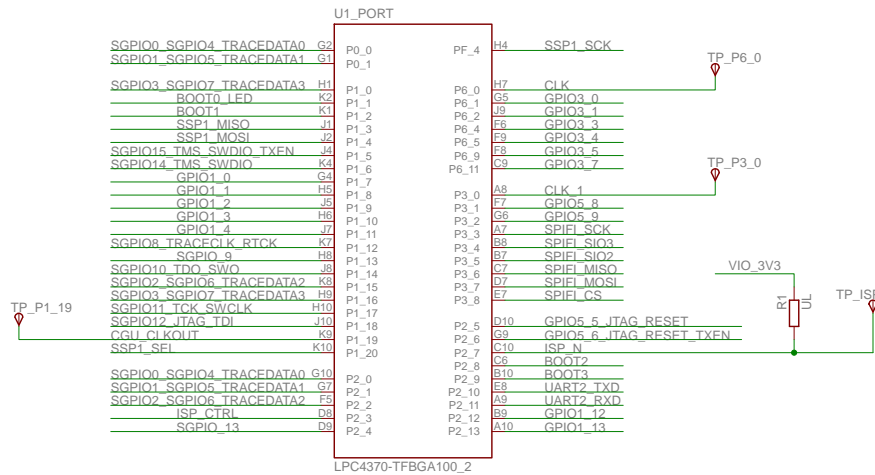 U1_PORT
SGPIO0_SGPIO4_TRACEDATA0 G2 P0_0 PF_4 H4 SSP1_SCK
SGPIO1_SGPIO5_TRACEDATA1 G1 P0_1
TP_P6_0
SGPIO3_SGPIO7_TRACEDATA3 H1 P1_0 P6_0 H7 CLK
BOOT0_LED K2 P1_1 P6_1 G5 GPIO3_0
BOOT1 K1 P1_2 P6_2 J9 GPIO3_1
SSP1_MISO J1 P1_3 P6_4 F6 GPIO3_3
SSP1_MOSI J2 P1_4 P6_5 F9 GPIO3_4
SGPIO15_TMS_SWDIO_TXEN J4 P1_5 P6_9 F8 GPIO3_5
SGPIO14_TMS_SWDIO K4 P1_6 P6_11 C9 GPIO3_7
TP_P3_0
GPIO1_0 G4 P1_7
GPIO1_1 H5 P1_8 P3_0 A8 CLK_1
GPIO1_2 J5 P1_9 P3_1 F7 GPIO5_8
GPIO1_3 H6 P1_10 P3_2 G6 GPIO5_9
GPIO1_4 J7 P1_11 P3_3 A7 SPIFI_SCK
SGPIO8_TRACECLK_RTCK K7 P1_12 P3_4 B8 SPIFI_SIO3
SGPIO_9 H8 P1_13 P3_5 B7 SPIFI_SIO2
SGPIO10_TDO_SWO J8 P1_14 P3_6 C7 SPIFI_MISO
VIO_3V3
SGPIO2_SGPIO6_TRACEDATA2 K8 P1_15 P3_7 D7 SPIFI_MOSI
SGPIO3_SGPIO7_TRACEDATA3 H9 P1_16 P3_8 E7 SPIFI_CS
TP_P1_19
R1 UL
TP_ISP
SGPIO11_TCK_SWCLK H10 P1_17
SGPIO12_JTAG_TDI J10 P1_18 P2_5 D10 GPIO5_5_JTAG_RESET
CGU_CLKOUT K9 P1_19 P2_6 G9 GPIO5_6_JTAG_RESET_TXEN
SSP1_SEL K10 P1_20 P2_7 C10 ISP_N
P2_8 C6 BOOT2
SGPIO0_SGPIO4_TRACEDATA0 G10 P2_0 P2_9 B10 BOOT3
SGPIO1_SGPIO5_TRACEDATA1 G7 P2_1 P2_10 E8 UART2_TXD
SGPIO2_SGPIO6_TRACEDATA2 F5 P2_2 P2_11 A9 UART2_RXD
ISP_CTRL D8 P2_3 P2_12 B9 GPIO1_12
SGPIO_13 D9 P2_4 P2_13 A10 GPIO1_13
LPC4370-TFBGA100_2